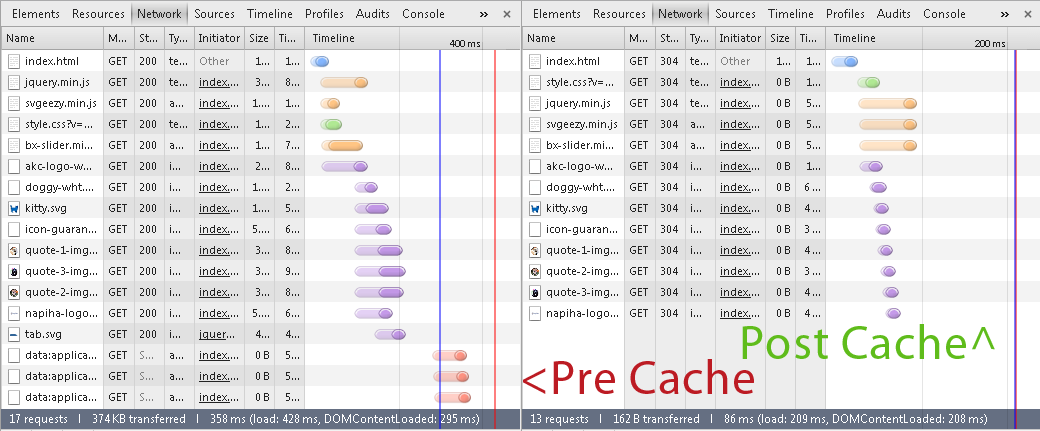 Elements Resources Network Sources Timeline Profiles Audits Console » ×
Name M... St... Ty... Initiator Size Ti... Timeline 400 ms
index.html GET 200 te... Other 1... 1...
jquery.min.js GET 200 te... index.... 3... 8...
svgeezy.min.js GET 200 a... index.... 1... 1...
style.css?v=... GET 200 te... index.... 1... 2...
bx-slider.mi... GET 200 a... index.... 1... 7...
akc-logo-w... GET 200 i... index.... 2... 8...
doggy-wht.... GET 200 i... index.... 1.... 2...
kitty.svg GET 200 i... index.... 1... 5...
icon-guaran... GET 200 i... index.... 5.... 6...
quote-1-img... GET 200 i... index.... 3... 8...
quote-3-img... GET 200 i... index.... 3... 9...
quote-2-img... GET 200 i... index.... 3... 8...
napiha-logo... GET 200 i... index.... 5.... 6...
tab.svg GET 200 i... jquer... 4... 4...
data:applica... GET S... a... index.... 0 B 5...
data:applica... GET S... a... index.... 0 B 5...
data:applica... GET S... a... index.... 0 B 5...
17 requests | 374 KB transferred | 358 ms (load: 428 ms, DOMContentLoaded: 295 ms)
Elements Resources Network Sources Timeline Profiles Audits Console » ×
Name M... St... Ty... Initiator Size Ti... Timeline 200 ms
index.html GET 304 te... Other 1... 1...
style.css?v=... GET 304 te... index.... 0 B 1...
jquery.min.js GET 304 te... index.... 0 B 5...
svgeezy.min.js GET 304 a... index.... 0 B 5...
bx-slider.mi... GET 304 a... index.... 0 B 5...
akc-logo-w... GET 304 i... index.... 0 B 1...
doggy-wht.... GET 304 i... index.... 0 B 6 ...
kitty.svg GET 304 i... index.... 0 B 4...
icon-guaran... GET 304 i... index.... 0 B 3 ...
quote-1-img... GET 304 i... index.... 0 B 4...
quote-2-img... GET 304 i... index.... 0 B 3...
quote-3-img... GET 304 i... index.... 0 B 4...
napiha-logo... GET 304 i... index.... 0 B 4...
Post Cache^
<Pre Cache
13 requests | 162 B transferred | 86 ms (load: 209 ms, DOMContentLoaded: 208 ms)